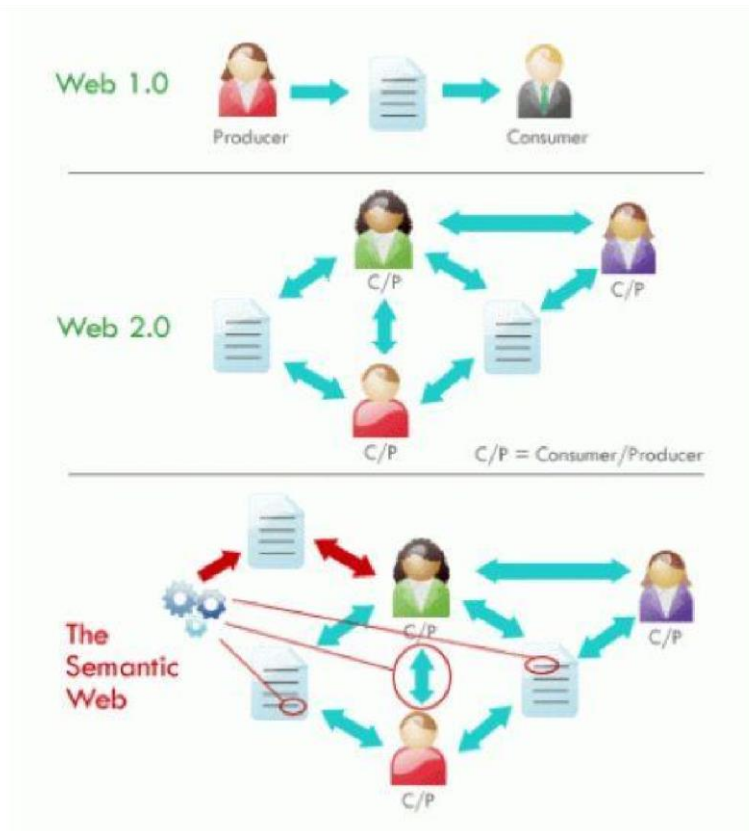 Web 1.0
Producer
Consumer
C/P
C/P
Web 2.0
C/P
C/P = Consumer/Producer
C/P
C/P
The
Semantic
Web
C/P